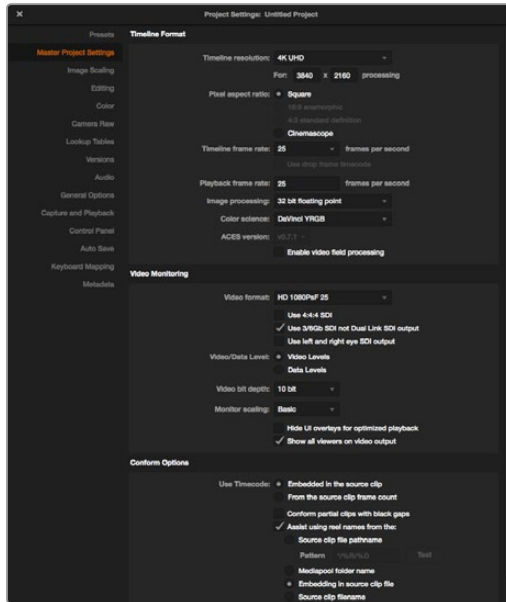 Project Settings: Untitled Project
Presets
Master Project Settings
Image Scaling
Editing
Color
Camera Raw
Lookup Tables
Versions
Audio
General Options
Capture and Playback
Control Panel
Auto Save
Keyboard Mapping
Metadata
Timeline Format
Timeline resolution: 4K UHD
For: 3840 x 2160 processing
Pixel aspect ratio: Square
16:9 anamorphic
4:3 standard definition
Cinemascope
Timeline frame rate: 25 frames per second
Use drop frame timecode
Playback frame rate: 25 frames per second
Image processing: 32 bit floating point
Color science: DaVinci YRGB
ACES version: v0.7.1
Enable video field processing
Video Monitoring
Video format: HD 1080PsF 25
Use 4:4:4 SDI
Use 3/6Gb SDI not Dual Link SDI output
Use left and right eye SDI output
Video/Data Level: Video Levels
Data Levels
Video bit depth: 10 bit
Monitor scaling: Basic
Hide UI overlays for optimized playback
Show all viewers on video output
Conform Options
Use Timecode: Embedded in the source clip
From the source clip frame count
Conform partial clips with black gaps
Assist using reel names from the:
Source clip file pathname
Pattern Test
Mediapool folder name
Embedding in source clip file
Source clip filename